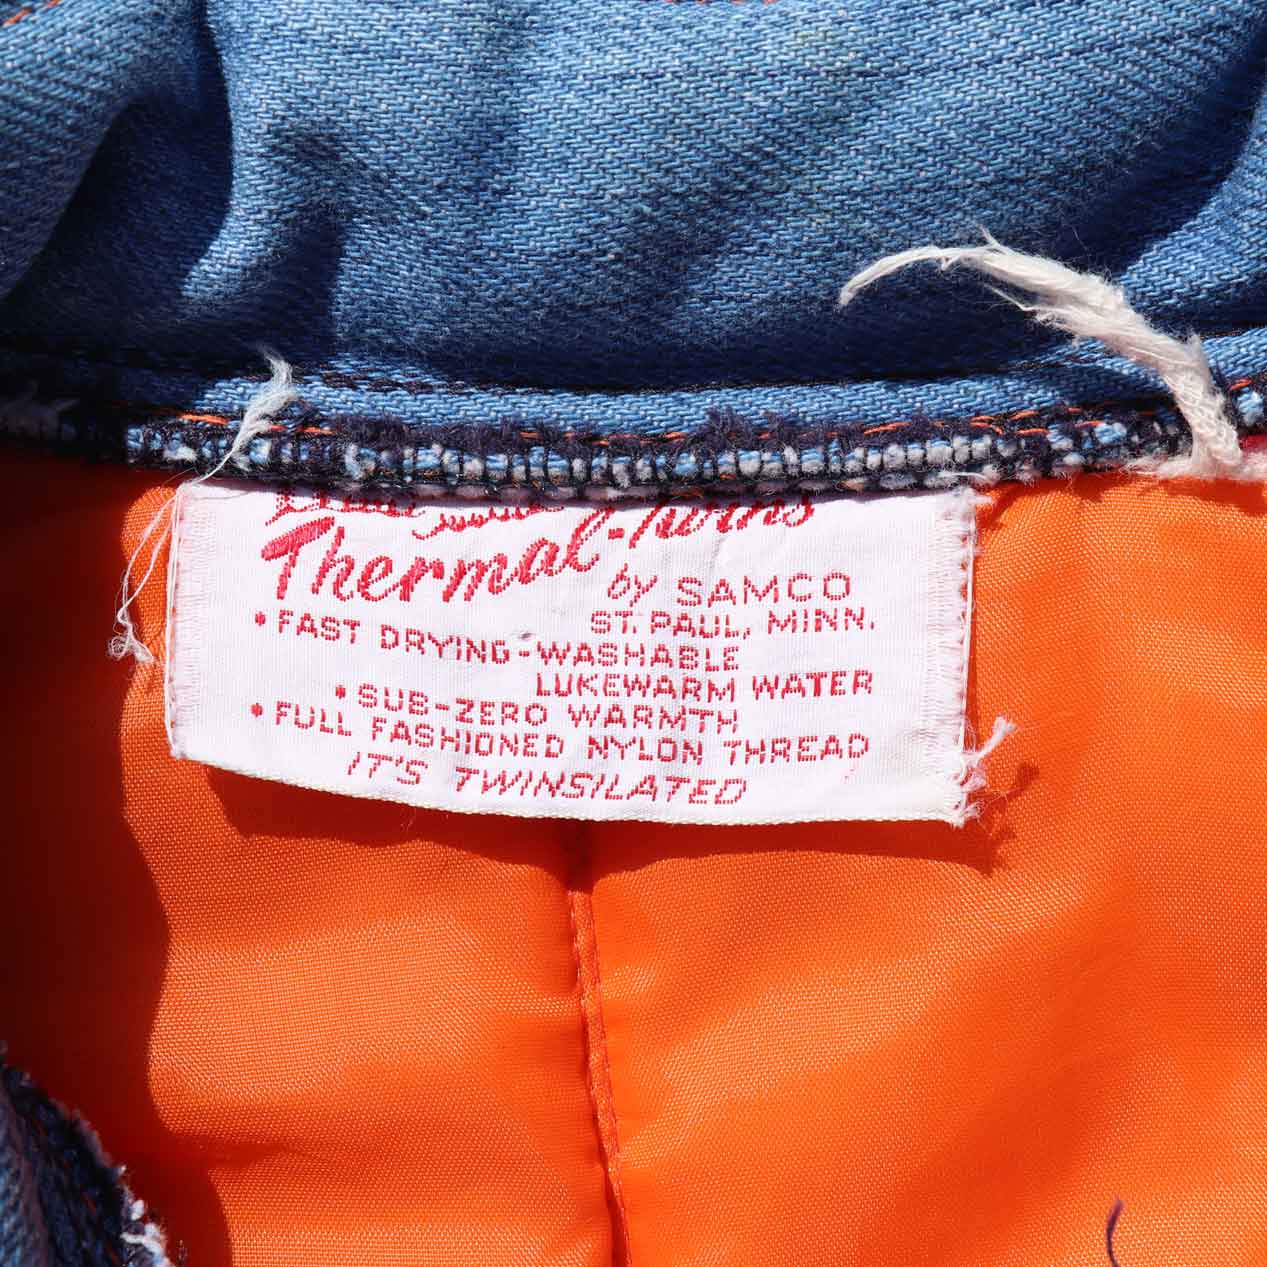 Thermal-Twins
by SAMCO
ST. PAUL, MINN.
• FAST DRYING-WASHABLE
LUKEWARM WATER
• SUB-ZERO WARMTH
• FULL FASHIONED NYLON THREAD
IT'S TWINSILATED